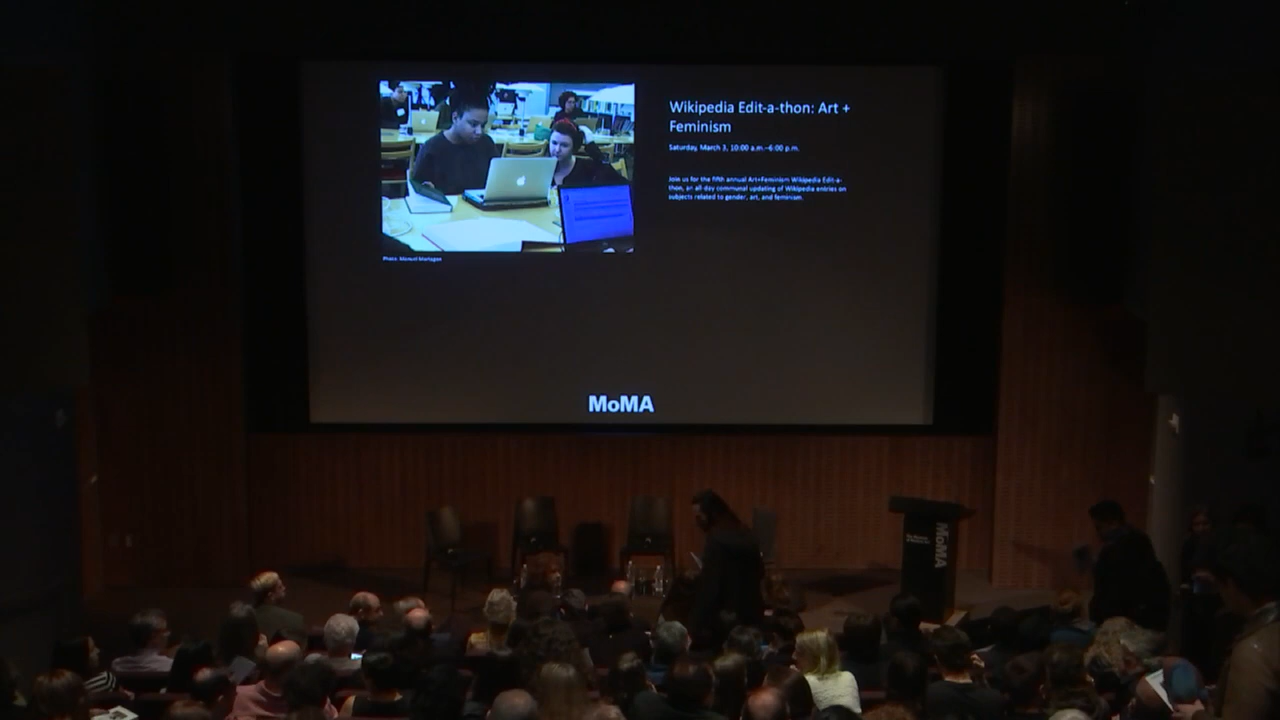 Wikipedia Edit-a-thon: Art +
Feminism
Saturday, March 3, 10:00 a.m.–6:00 p.m.
Join us for the fifth annual Art+Feminism Wikipedia Edit-a-
thon, an all-day communal updating of Wikipedia entries on
subjects related to gender, art, and feminism.
Photo: Manuel
MoMA
MoMA